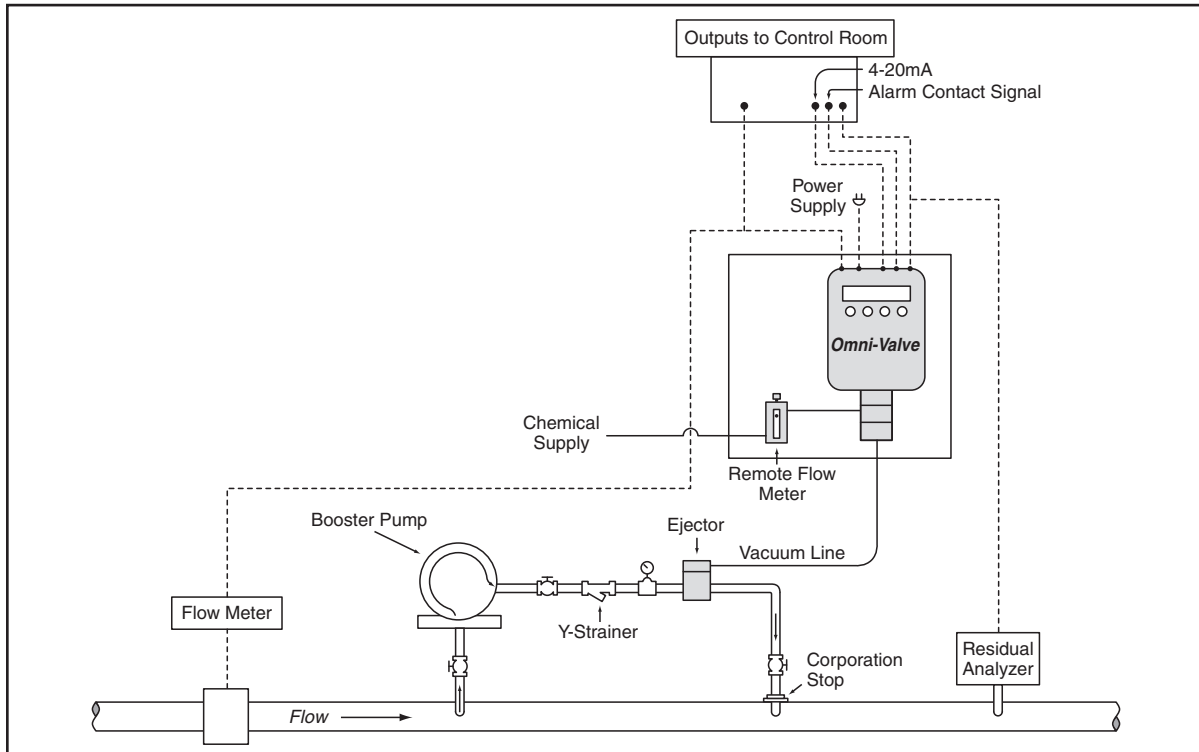 Outputs to Control Room
4-20mA
Alarm Contact Signal
Power
Supply
Omni-Valve
Chemical
Supply
Remote Flow
Meter
Booster Pump
Ejector
Vacuum Line
Flow Meter
Y-Strainer
Corporation
Stop
Residual
Analyzer
Flow